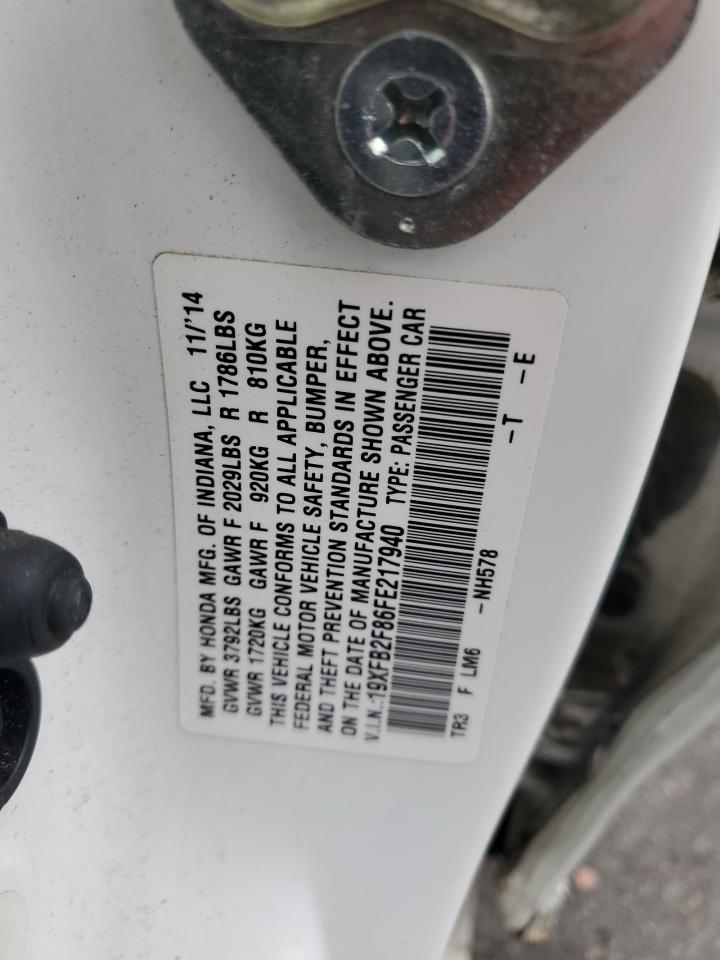 MFD. BY HONDA MFG. OF INDIANA, LLC 11/'14
GVWR 3792LBS GAWR F 2029LBS R 1786LBS
GVWR 1720KG GAWR F 920KG R 810KG
THIS VEHICLE CONFORMS TO ALL APPLICABLE
FEDERAL MOTOR VEHICLE SAFETY, BUMPER,
AND THEFT PREVENTION STANDARDS IN EFFECT
ON THE DATE OF MANUFACTURE SHOWN ABOVE.
V.I.N.:19XFB2F86FE217940 TYPE: PASSENGER CAR
TR3 F LM6 -NH578 -T -E